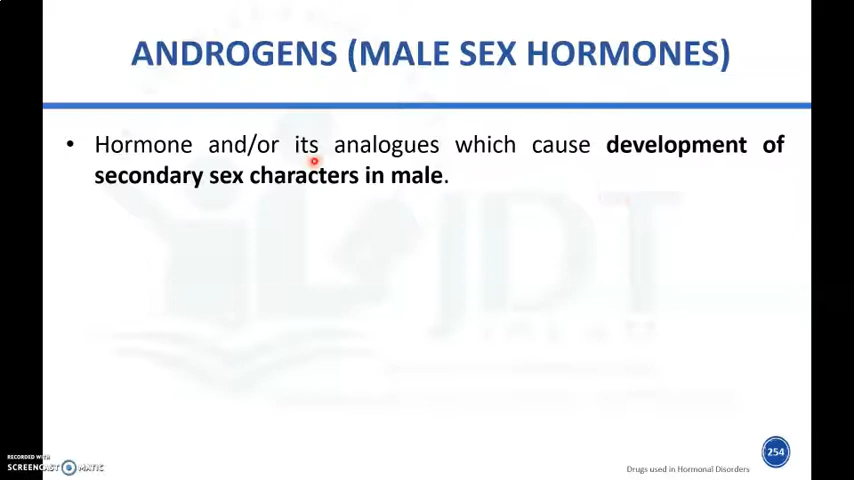 ANDROGENS (MALE SEX HORMONES)
• Hormone and/or its analogues which cause development of
secondary sex characters in male.
JDT
254
RECORDED WITH
SCREENCAST MATIC
Drugs used in Hormonal Disorders